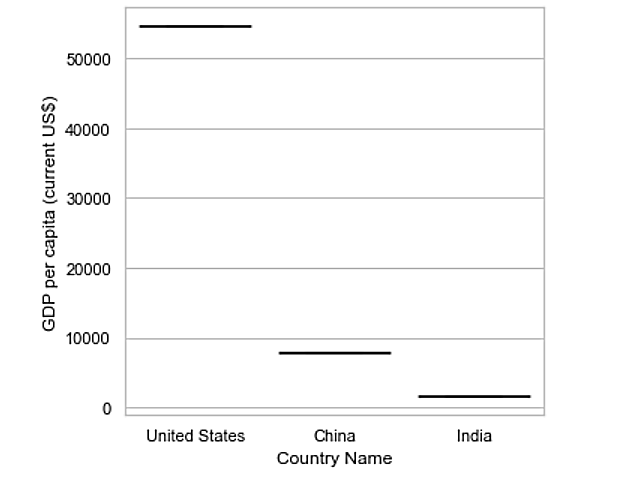 GDP per capita (current US$)
50000
40000
30000
20000
10000
0
United States China India
Country Name